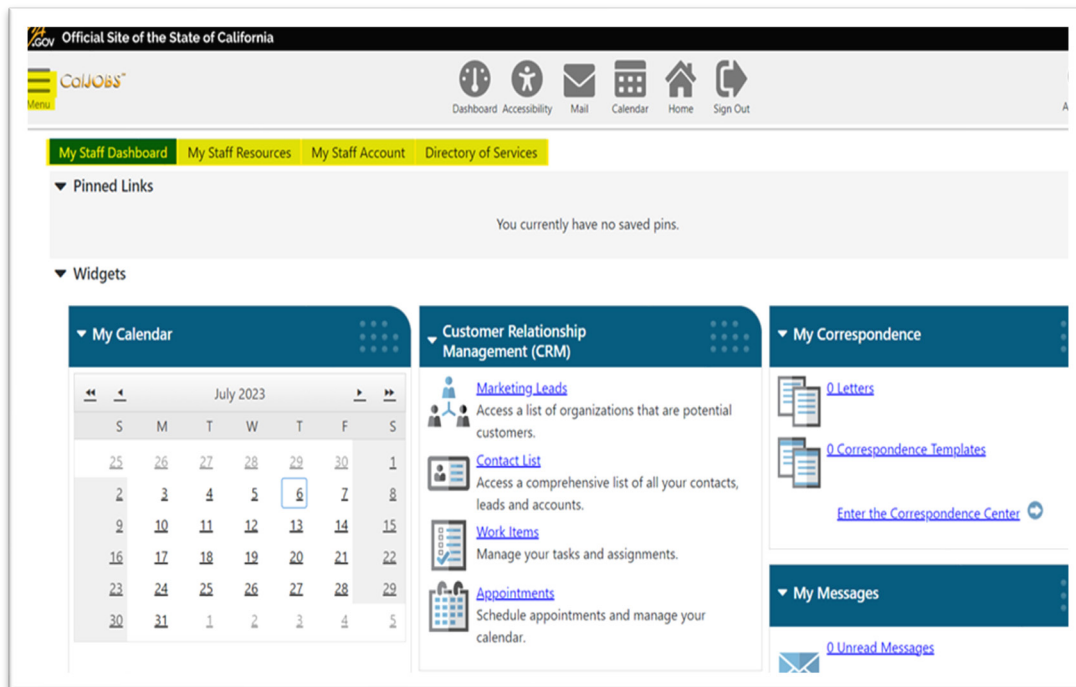 CA.GOV Official Site of the State of California
Menu
CalJOBS
Dashboard Accessibility Mail Calendar Home Sign Out
My Staff Dashboard My Staff Resources My Staff Account Directory of Services
Pinned Links
You currently have no saved pins.
Widgets
My Calendar
July 2023
S M T W T F S
25 26 27 28 29 30 1
2 3 4 5 6 7 8
9 10 11 12 13 14 15
16 17 18 19 20 21 22
23 24 25 26 27 28 29
30 31 1 2 3 4 5
Customer Relationship
Management (CRM)
Marketing Leads
Access a list of organizations that are potential
customers.
Contact List
Access a comprehensive list of all your contacts,
leads and accounts.
Work Items
Manage your tasks and assignments.
Appointments
Schedule appointments and manage your
calendar.
My Correspondence
0 Letters
0 Correspondence Templates
Enter the Correspondence Center
My Messages
0 Unread Messages